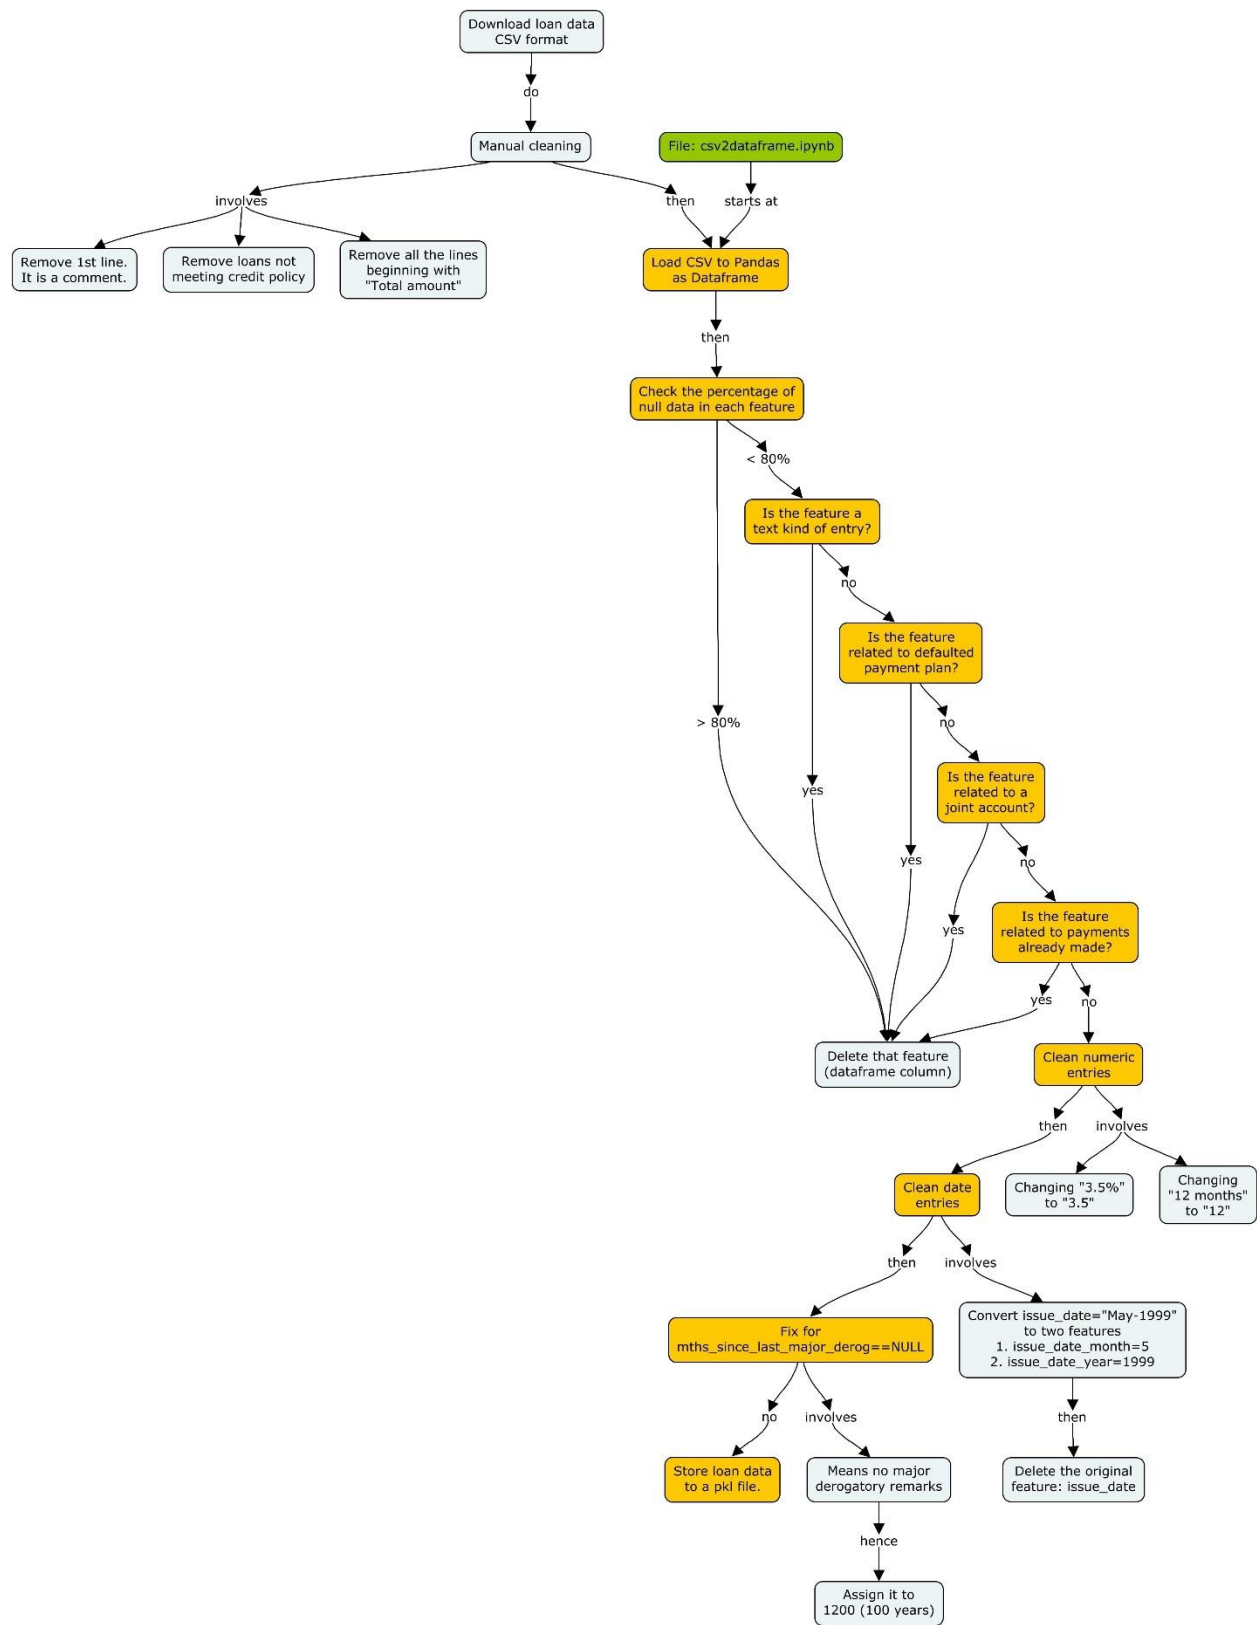 Download loan data
CSV format
do
Manual cleaning
File: csv2dataframe.ipynb
involves
then
starts at
Remove 1st line.
It is a comment.
Remove loans not
meeting credit policy
Remove all the lines
beginning with
"Total amount"
Load CSV to Pandas
as Dataframe
then
Check the percentage of
null data in each feature
< 80%
Is the feature a
text kind of entry?
no
Is the feature
related to defaulted
payment plan?
> 80%
no
Is the feature
related to a
joint account?
yes
yes
no
Is the feature
related to payments
already made?
yes
yes
no
Delete that feature
(dataframe column)
Clean numeric
entries
then
involves
Clean date
entries
Changing "3.5%"
to "3.5"
Changing
"12 months"
to "12"
then
involves
Fix for
mths_since_last_major_derog==NULL
Convert issue_date="May-1999"
to two features
1. issue_date_month=5
2. issue_date_year=1999
no
involves
then
Store loan data
to a pkl file.
Means no major
derogatory remarks
Delete the original
feature: issue_date
hence
Assign it to
1200 (100 years)